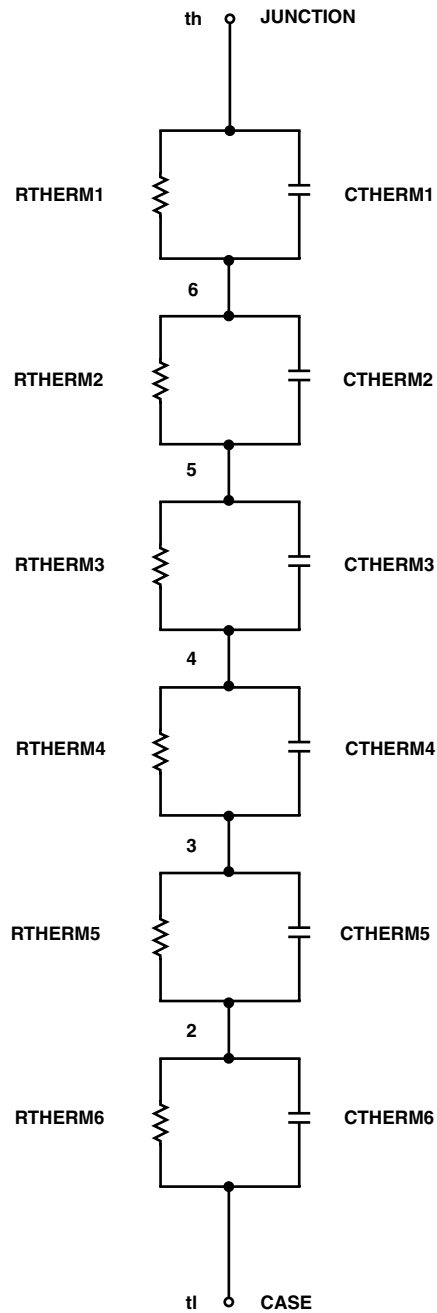 th JUNCTION
RTHERM1 CTHERM1
6
RTHERM2 CTHERM2
5
RTHERM3 CTHERM3
4
RTHERM4 CTHERM4
3
RTHERM5 CTHERM5
2
RTHERM6 CTHERM6
tl CASE